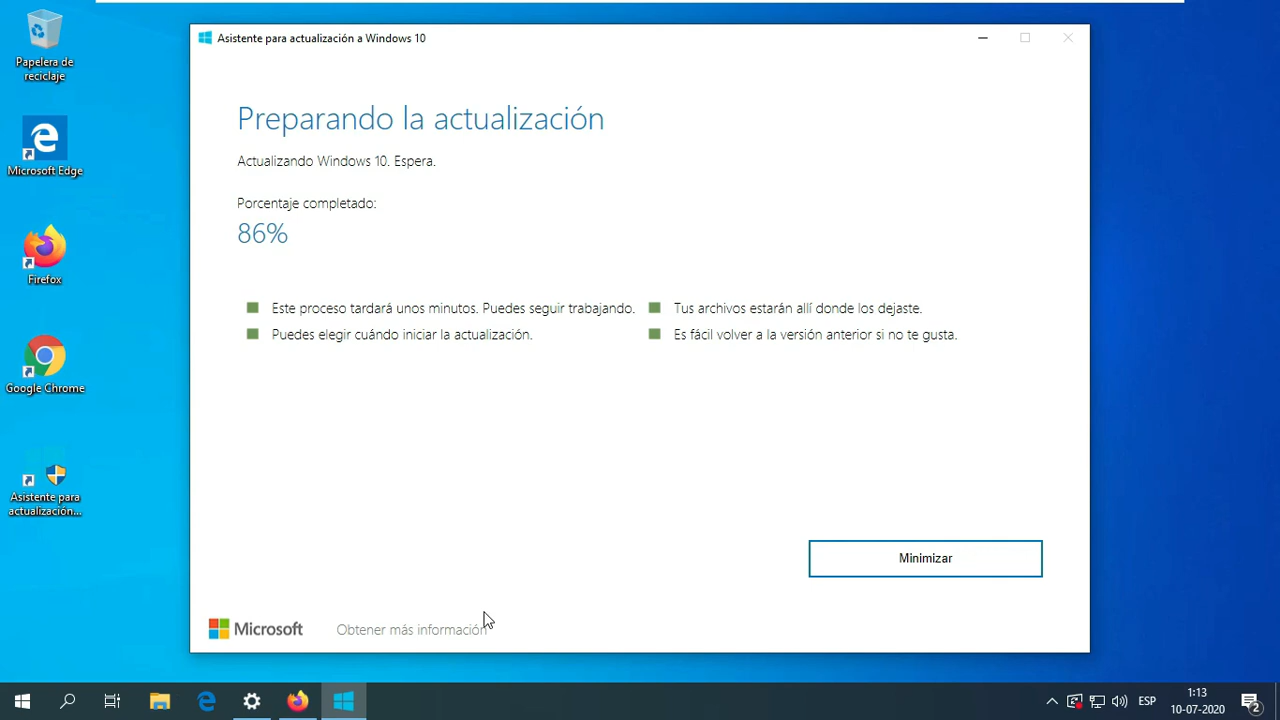 Papelera de
reciclaje
Microsoft Edge
Firefox
Google Chrome
Asistente para
actualización...
Asistente para actualización a Windows 10
Preparando la actualización
Actualizando Windows 10. Espera.
Porcentaje completado:
86%
Este proceso tardará unos minutos. Puedes seguir trabajando.
Puedes elegir cuándo iniciar la actualización.
Tus archivos estarán allí donde los dejaste.
Es fácil volver a la versión anterior si no te gusta.
Minimizar
Microsoft
Obtener más información
ESP
1:13
10-07-2020
2